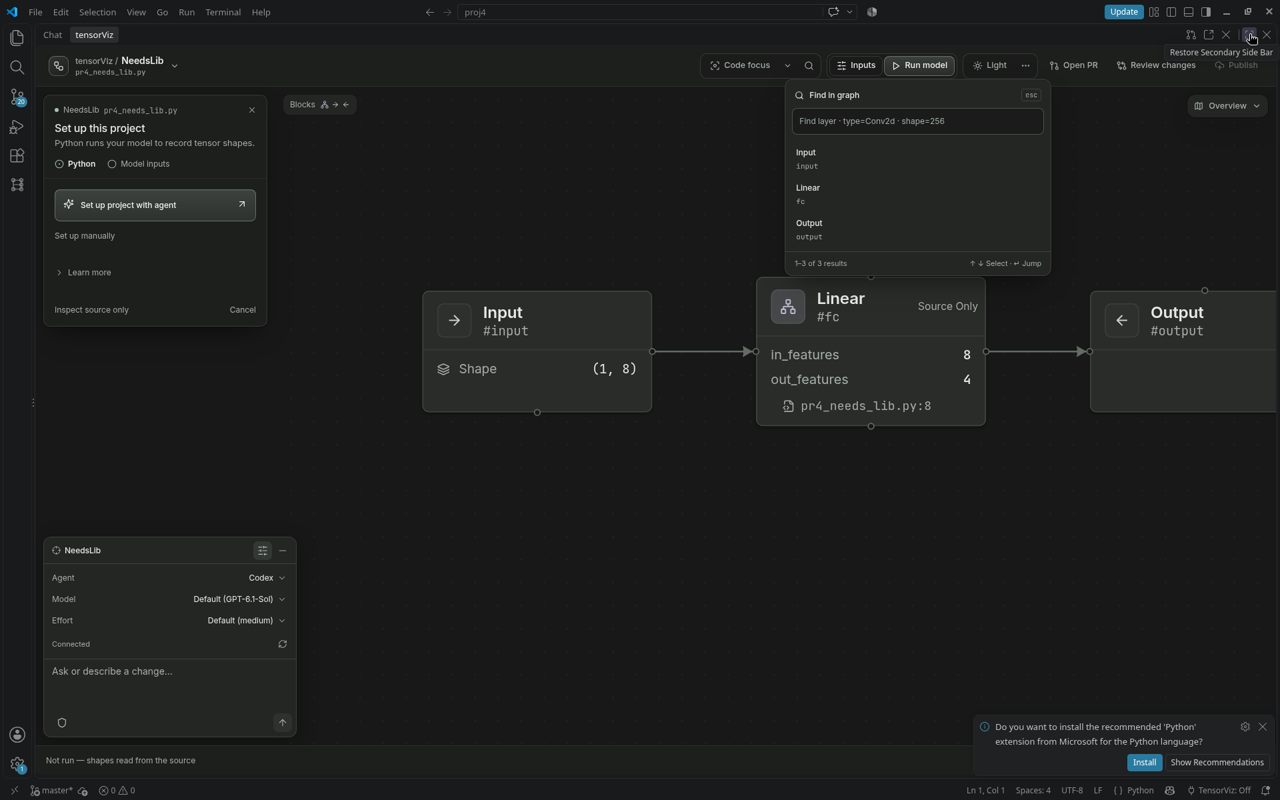 File Edit Selection View Go Run Terminal Help
proj4
Update
Chat tensorViz
Restore Secondary Side Bar
tensorViz / NeedsLib
pr4_needs_lib.py
Code focus
Inputs
Run model
Light
Open PR
Review changes
Publish
NeedsLib pr4_needs_lib.py
Set up this project
Python runs your model to record tensor shapes.
Python Model inputs
Set up project with agent
Set up manually
Learn more
Inspect source only Cancel
Blocks
Overview
Find in graph esc
Find layer · type=Conv2d · shape=256
Input
input
Linear
fc
Output
output
1–3 of 3 results ↑ ↓ Select · ↵ Jump
Input
#input
Shape (1, 8)
Linear
#fc
Source Only
in_features 8
out_features 4
pr4_needs_lib.py:8
Output
#output
NeedsLib
Agent Codex
Model Default (GPT-6.1-Sol)
Effort Default (medium)
Connected
Ask or describe a change...
Not run — shapes read from the source
Do you want to install the recommended 'Python'
extension from Microsoft for the Python language?
Install Show Recommendations
20
1
master* 0 0
Ln 1, Col 1 Spaces: 4 UTF-8 LF { } Python TensorViz: Off